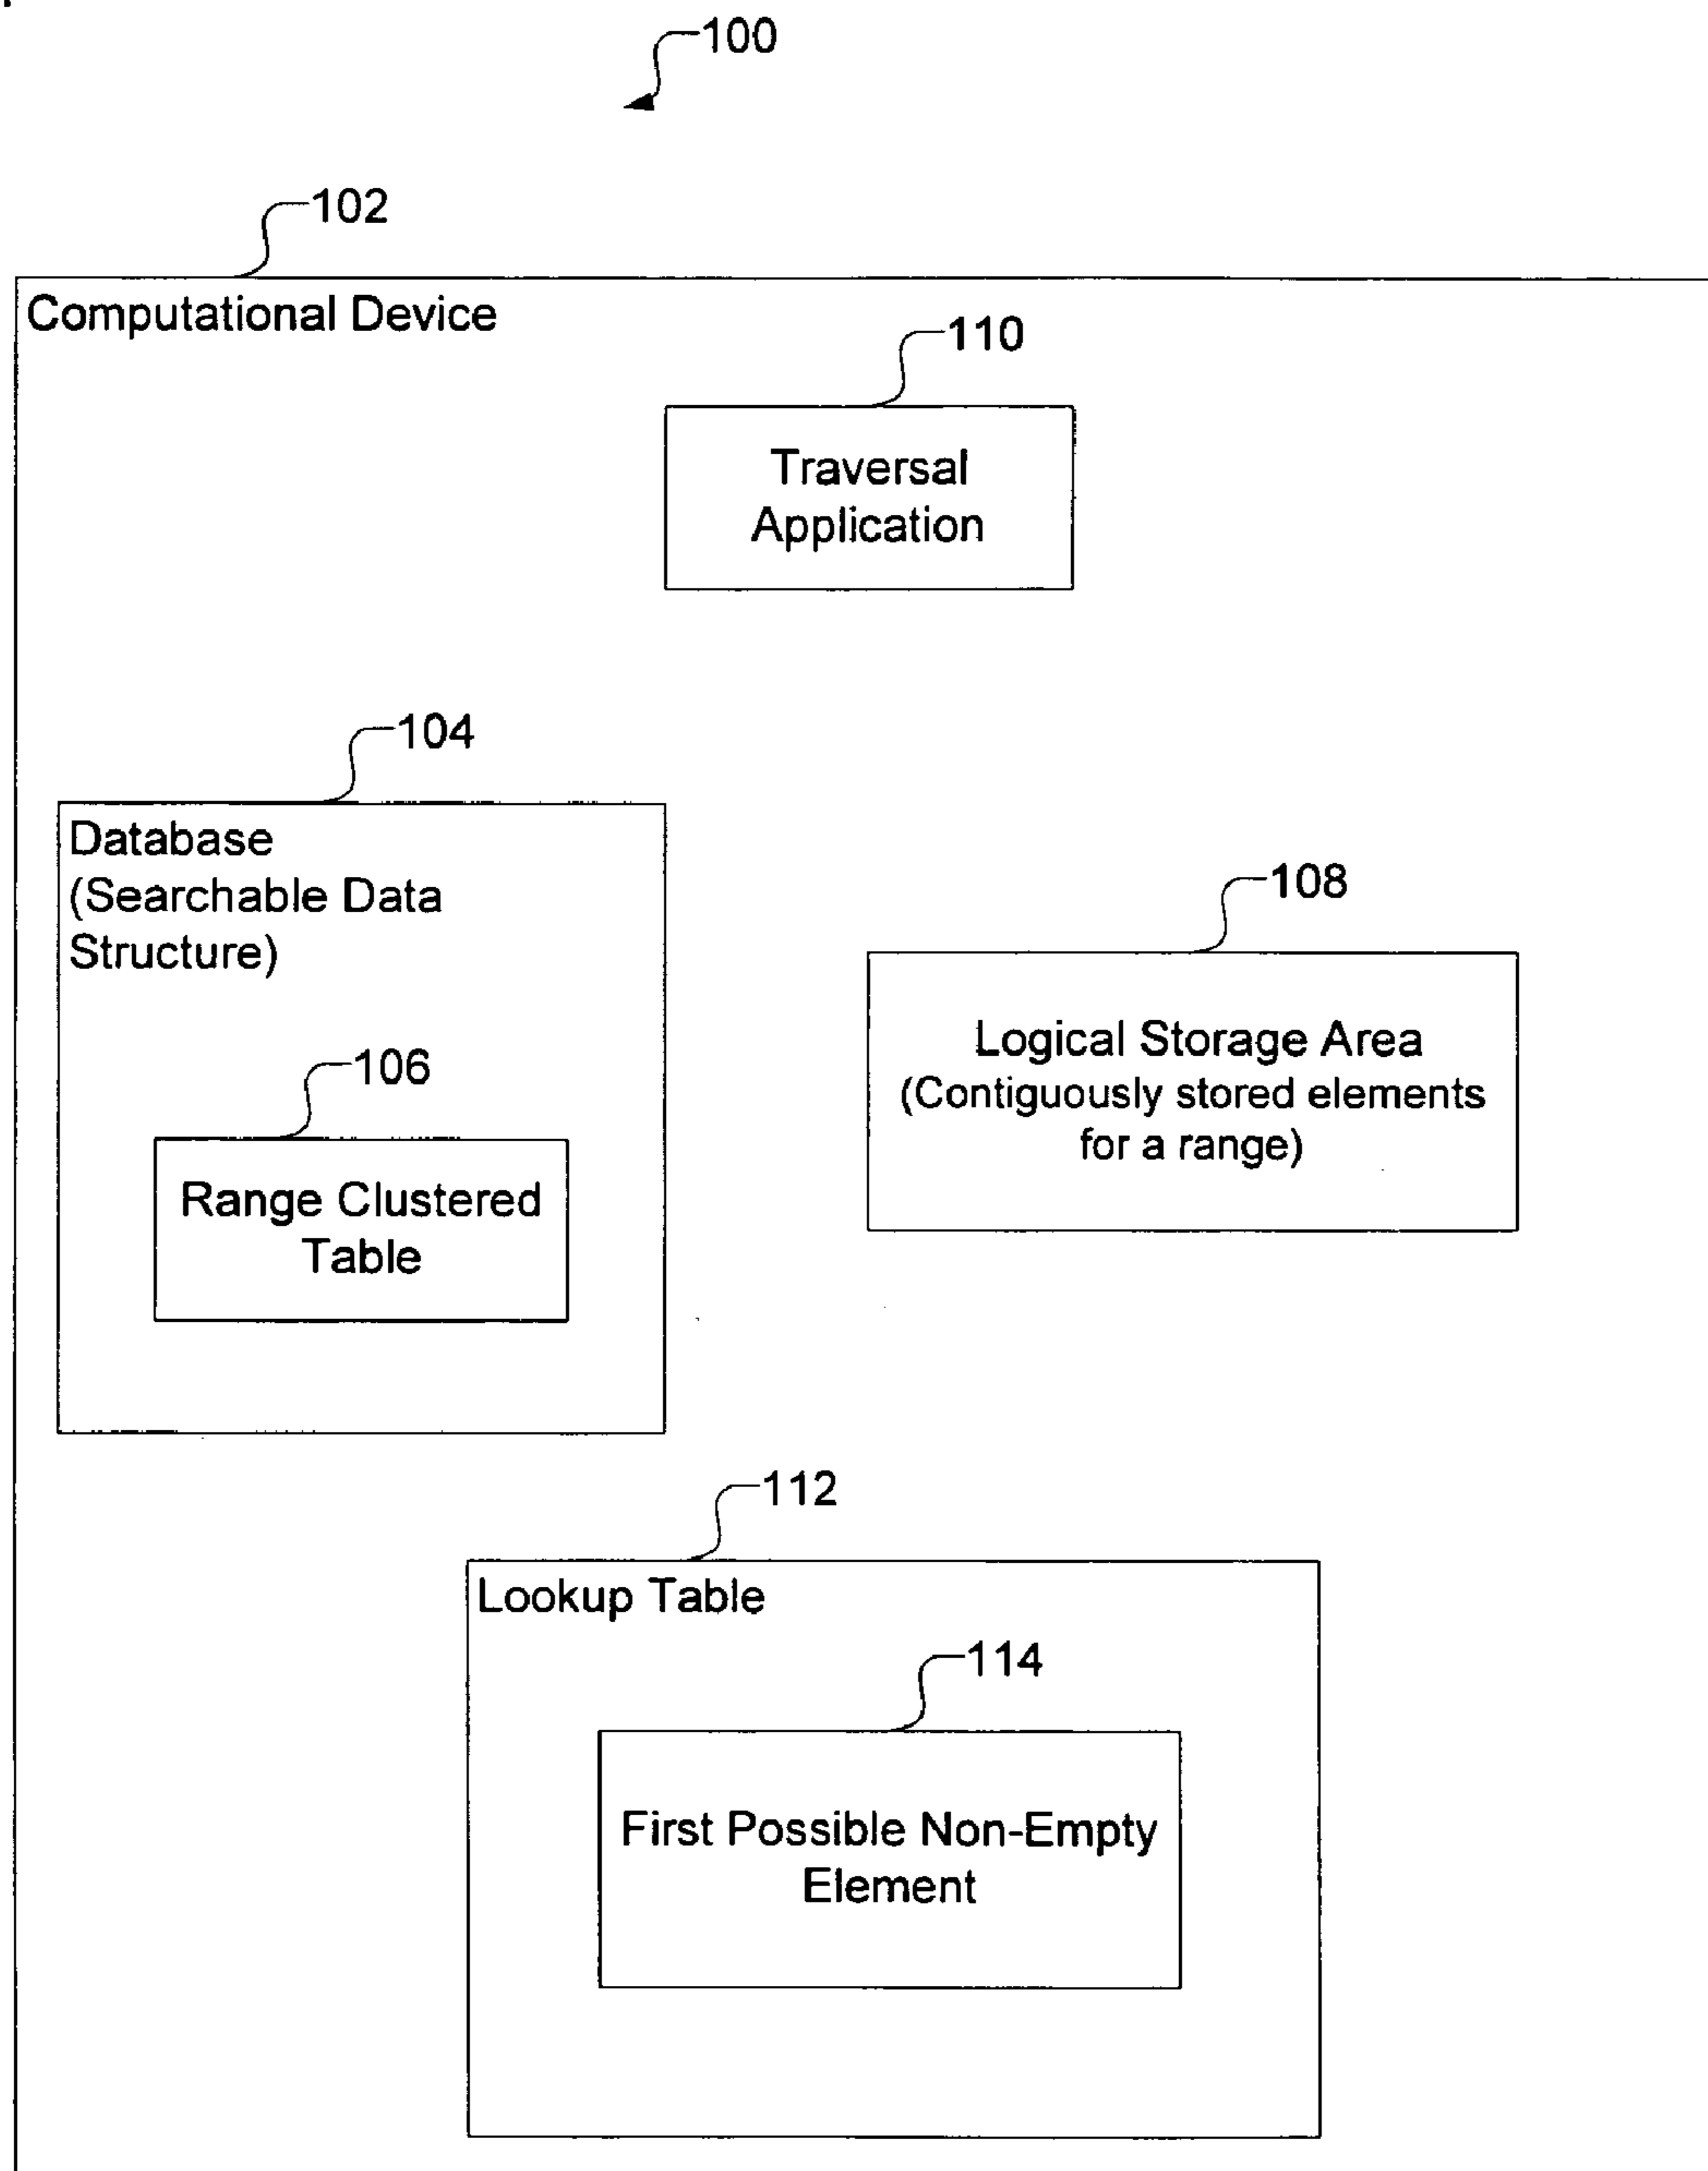 100
102
Computational Device
110
Traversal
Application
104
Database
(Searchable Data
Structure)
108
Logical Storage Area
(Contiguously stored elements
for a range)
106
Range Clustered
Table
112
Lookup Table
114
First Possible Non-Empty
Element